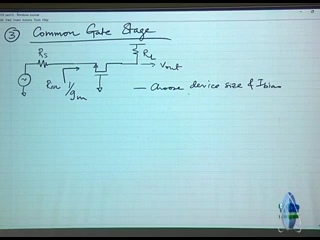 ③ Common Gate Stage
Rs
RL
Vout
Rin
1/gm
— Choose device size & Ibias